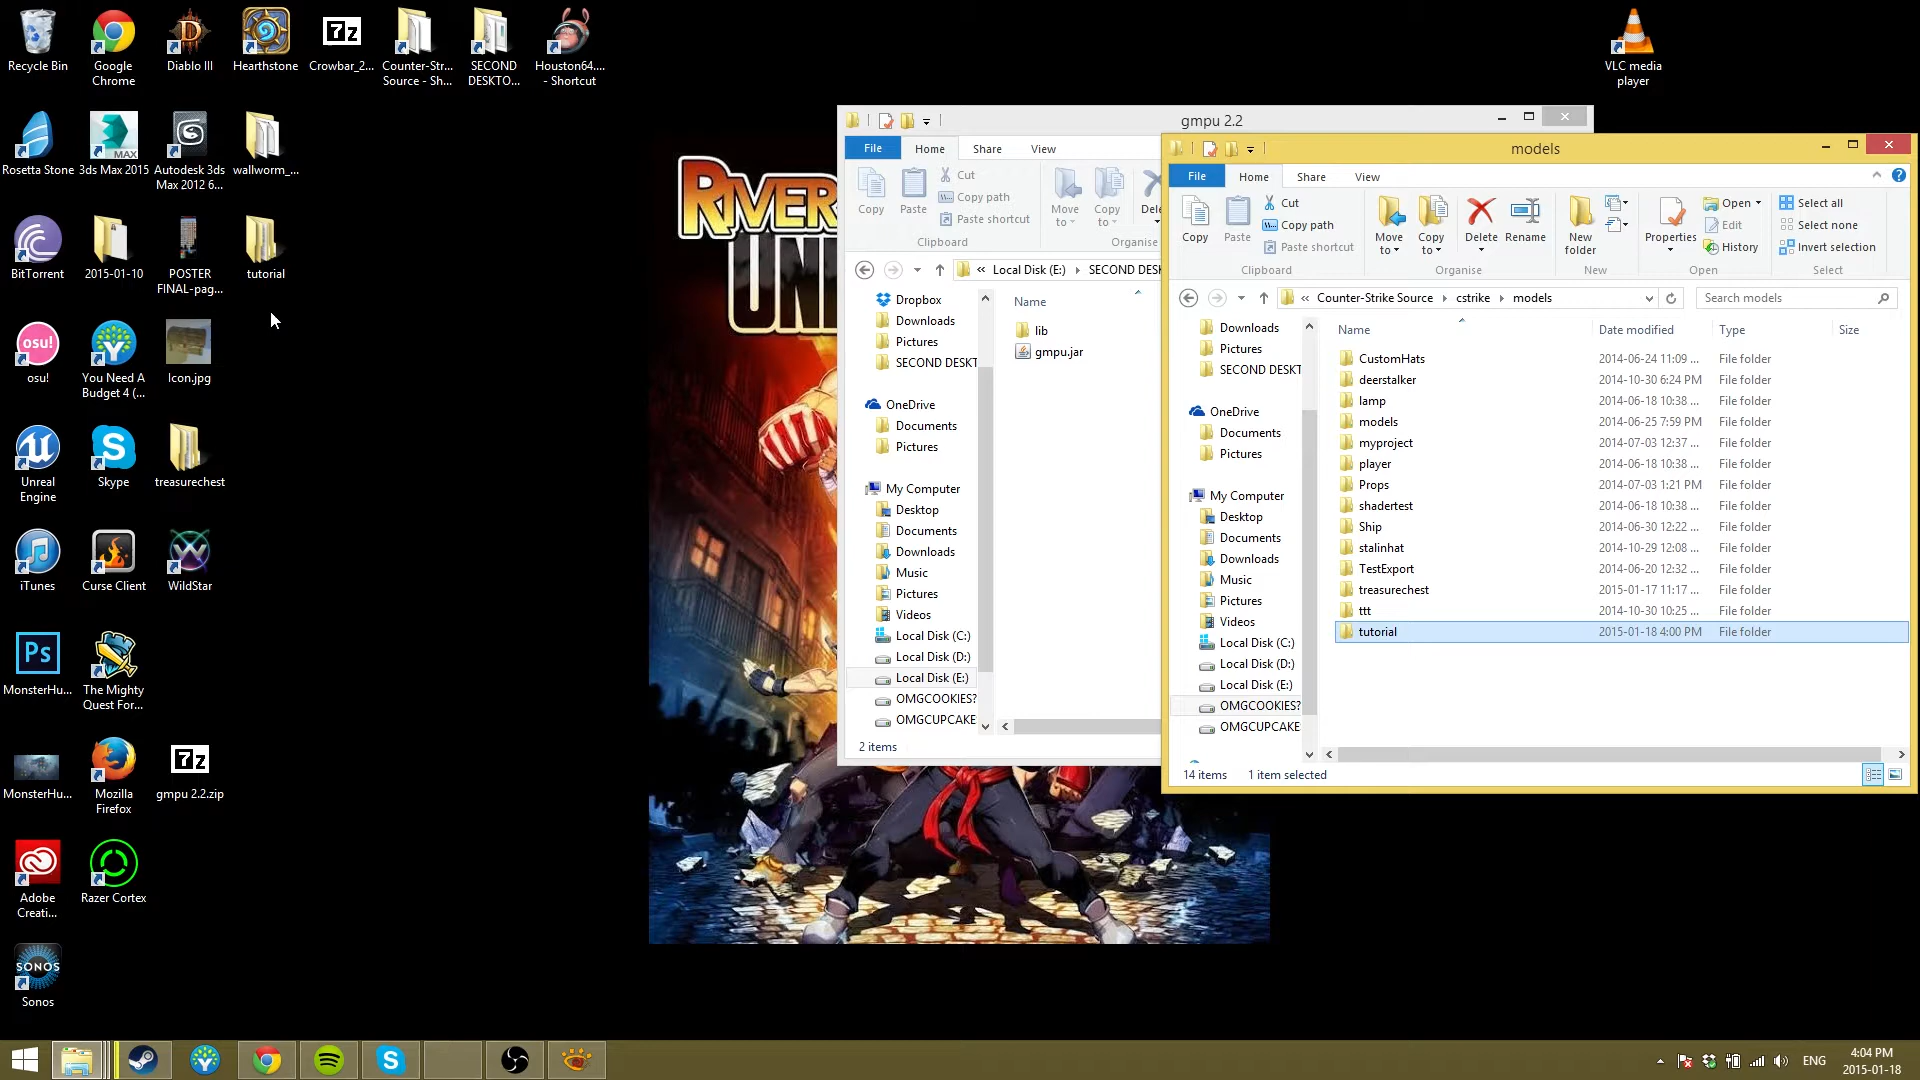 Recycle Bin
Google
Chrome
Diablo III
Hearthstone
7z
Crowbar_2...
Counter-Str...
Source - Sh...
SECOND
DESKTO...
Houston64....
- Shortcut
VLC media
player
Rosetta Stone
MAX
3ds Max 2015
Autodesk 3ds
Max 2012 6...
wallworm_...
BitTorrent
2015-01-10
POSTER
FINAL-pag...
tutorial
osu!
osu!
You Need A
Budget 4 (...
Icon.jpg
Unreal
Engine
Skype
treasurechest
iTunes
Curse Client
WildStar
Ps
MonsterHu...
The Mighty
Quest For...
MonsterHu...
Mozilla
Firefox
7z
gmpu 2.2.zip
Adobe
Creati...
Razer Cortex
SONOS
Sonos
RIVER
UN
gmpu 2.2
File
Home
Share
View
Copy
Paste
Cut
Copy path
Paste shortcut
Move
to
Copy
to
Dele
Clipboard
Organise
« Local Disk (E:)
SECOND DESK
Dropbox
Downloads
Pictures
SECOND DESKT
OneDrive
Documents
Pictures
My Computer
Desktop
Documents
Downloads
Music
Pictures
Videos
Local Disk (C:)
Local Disk (D:)
Local Disk (E:)
OMGCOOKIES?
OMGCUPCAKE
Name
lib
gmpu.jar
2 items
models
File
Home
Share
View
Copy
Paste
Cut
Copy path
Paste shortcut
Clipboard
Move
to
Copy
to
Delete
Rename
Organise
New
folder
New
Properties
Open
Edit
History
Open
Select all
Select none
Invert selection
Select
« Counter-Strike Source
cstrike
models
Search models
Downloads
Pictures
SECOND DESKT
OneDrive
Documents
Pictures
My Computer
Desktop
Documents
Downloads
Music
Pictures
Videos
Local Disk (C:)
Local Disk (D:)
Local Disk (E:)
OMGCOOKIES?
OMGCUPCAKE
Name Date modified Type Size
CustomHats 2014-06-24 11:09 ... File folder
deerstalker 2014-10-30 6:24 PM File folder
lamp 2014-06-18 10:38 ... File folder
models 2014-06-25 7:59 PM File folder
myproject 2014-07-03 12:37 ... File folder
player 2014-06-18 10:38 ... File folder
Props 2014-07-03 1:21 PM File folder
shadertest 2014-06-18 10:38 ... File folder
Ship 2014-06-30 12:22 ... File folder
stalinhat 2014-10-29 12:08 ... File folder
TestExport 2014-06-20 12:32 ... File folder
treasurechest 2015-01-17 11:17 ... File folder
ttt 2014-10-30 10:25 ... File folder
tutorial 2015-01-18 4:00 PM File folder
14 items 1 item selected
ENG
4:04 PM
2015-01-18